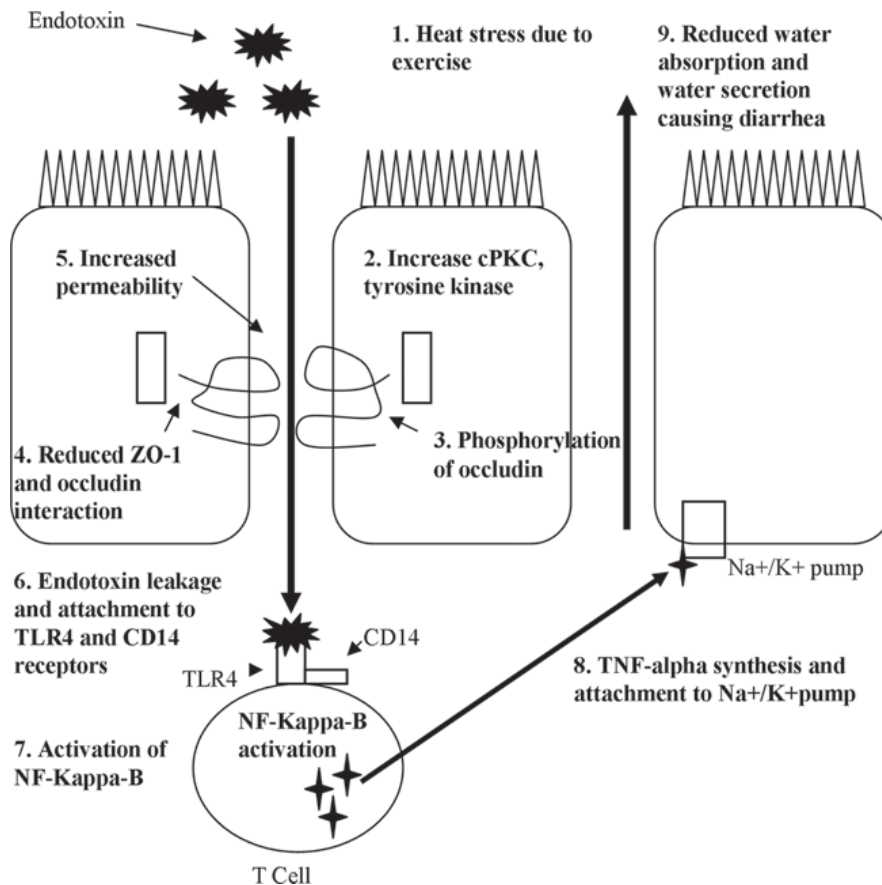 Endotoxin
1. Heat stress due to
exercise
9. Reduced water
absorption and
water secretion
causing diarrhea
5. Increased
permeability
2. Increase cPKC,
tyrosine kinase
4. Reduced ZO-1
and occludin
interaction
3. Phosphorylation
of occludin
6. Endotoxin leakage
and attachment to
TLR4 and CD14
receptors
Na+/K+ pump
CD14
TLR4
8. TNF-alpha synthesis and
attachment to Na+/K+pump
7. Activation of
NF-Kappa-B
NF-Kappa-B
activation
T Cell